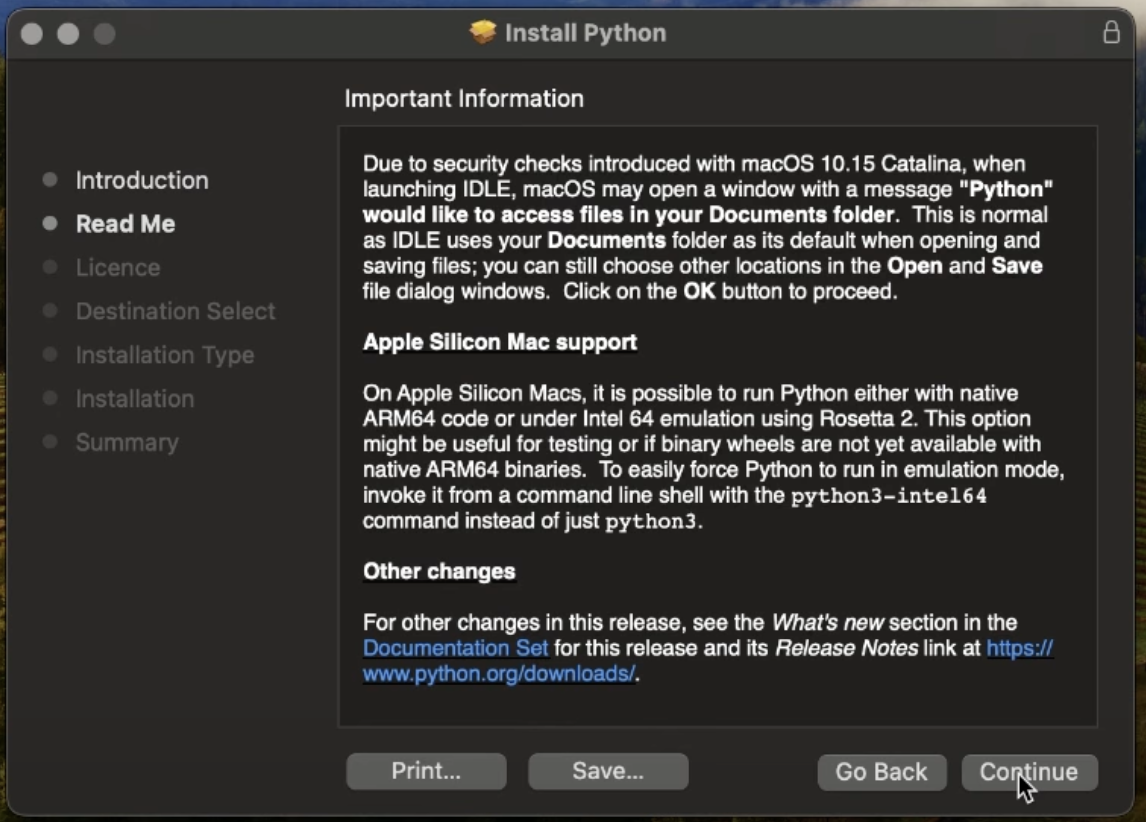 Install Python
Important Information
Introduction
Read Me
Licence
Destination Select
Installation Type
Installation
Summary
Due to security checks introduced with macOS 10.15 Catalina, when
launching IDLE, macOS may open a window with a message "Python"
would like to access files in your Documents folder.  This is normal
as IDLE uses your Documents folder as its default when opening and
saving files; you can still choose other locations in the Open and Save
file dialog windows.  Click on the OK button to proceed.
Apple Silicon Mac support
On Apple Silicon Macs, it is possible to run Python either with native
ARM64 code or under Intel 64 emulation using Rosetta 2. This option
might be useful for testing or if binary wheels are not yet available with
native ARM64 binaries.  To easily force Python to run in emulation mode,
invoke it from a command line shell with the python3-intel64
command instead of just python3.
Other changes
For other changes in this release, see the What's new section in the
Documentation Set for this release and its Release Notes link at https://
www.python.org/downloads/.
Print... Save... Go Back Continue